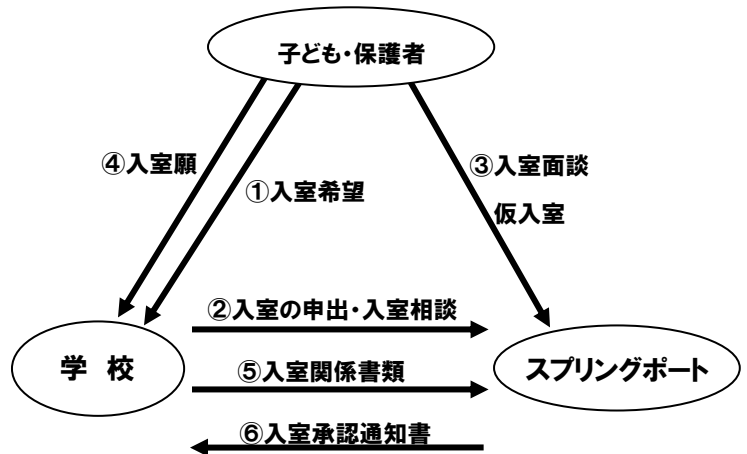 子ども・保護者
④入室願
①入室希望
③入室面談
仮入室
②入室の申出・入室相談
学 校
⑤入室関係書類
スプリングポート
⑥入室承認通知書